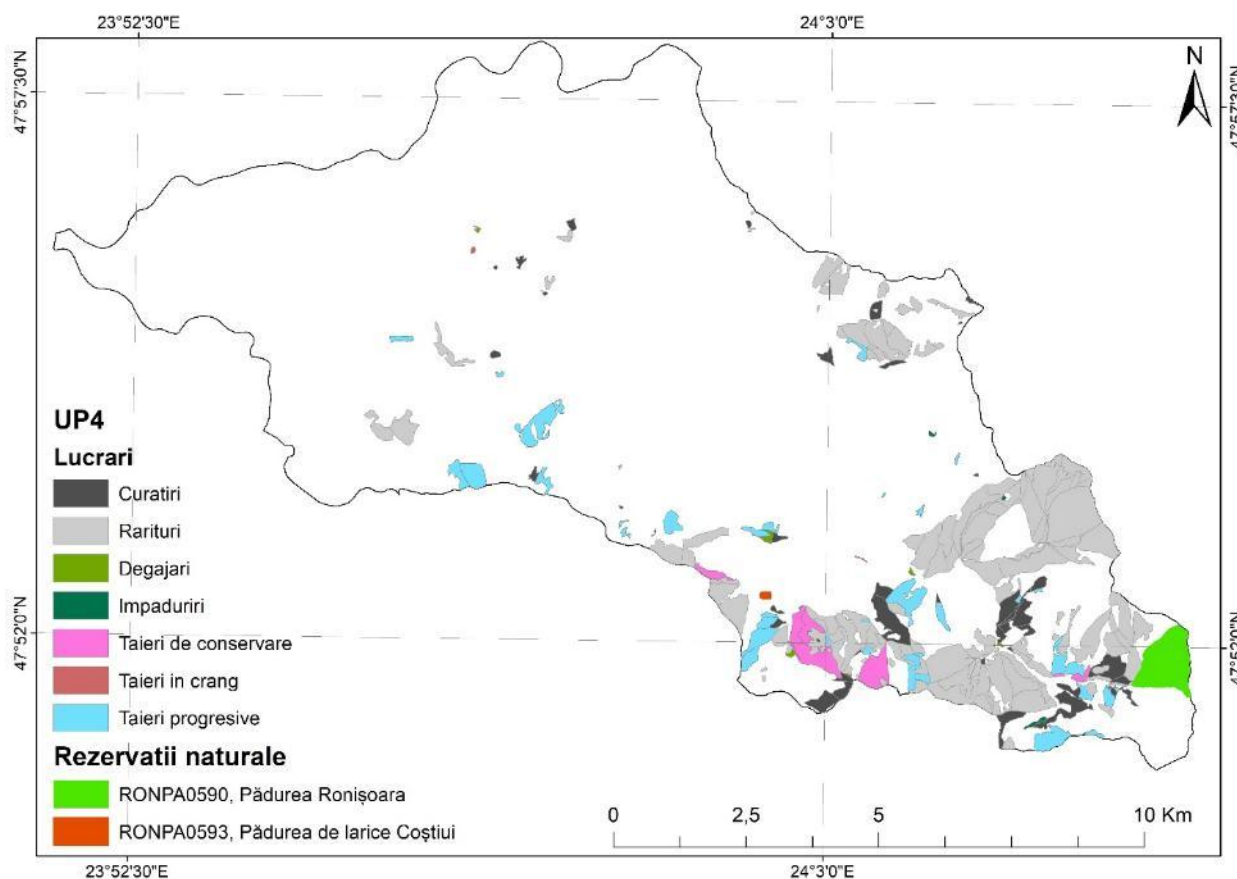 23°52'30"E
24°3'0"E
47°57'30"N
47°57'30"N
N
UP4
Lucrari
Curatiri
Rarituri
Degajari
Impaduriri
Taieri de conservare
Taieri in crang
Taieri progresive
Rezervatii naturale
RONPA0590, Pădurea Ronișoara
RONPA0593, Pădurea de larice Coștiui
47°52'0"N
47°52'0"N
0 2,5 5 10 Km
23°52'30"E
24°3'0"E